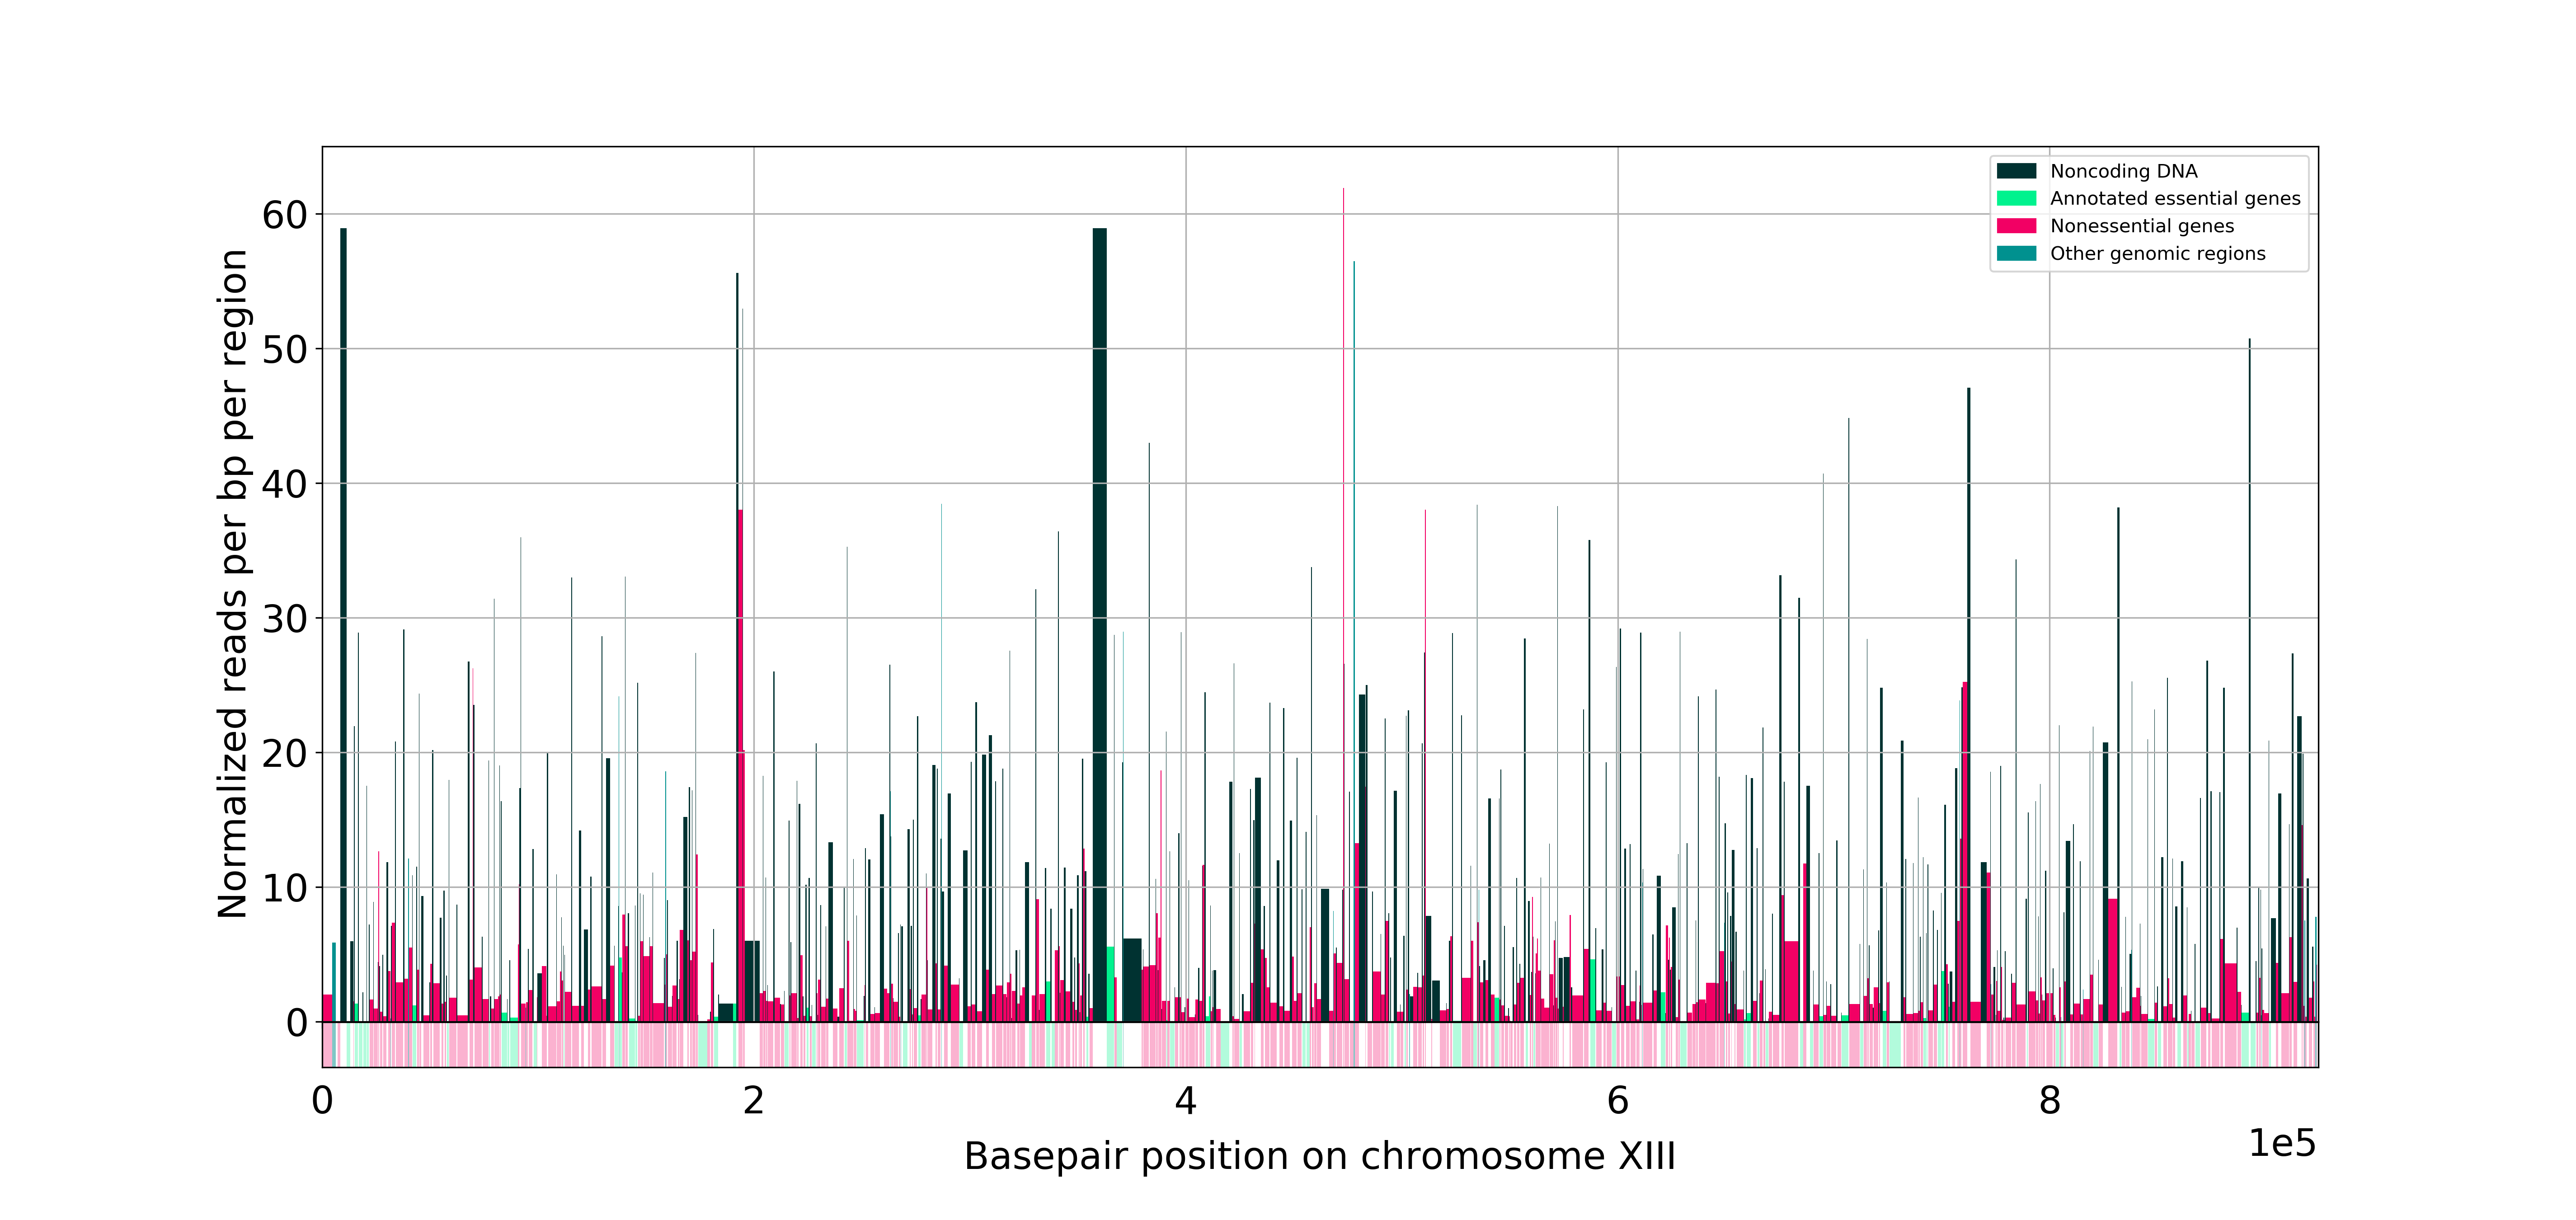 Noncoding DNA
Annotated essential genes
Nonessential genes
Other genomic regions
Normalized reads per bp per region
60
50
40
30
20
10
0
0 2 4 6 8
1e5
Basepair position on chromosome XIII